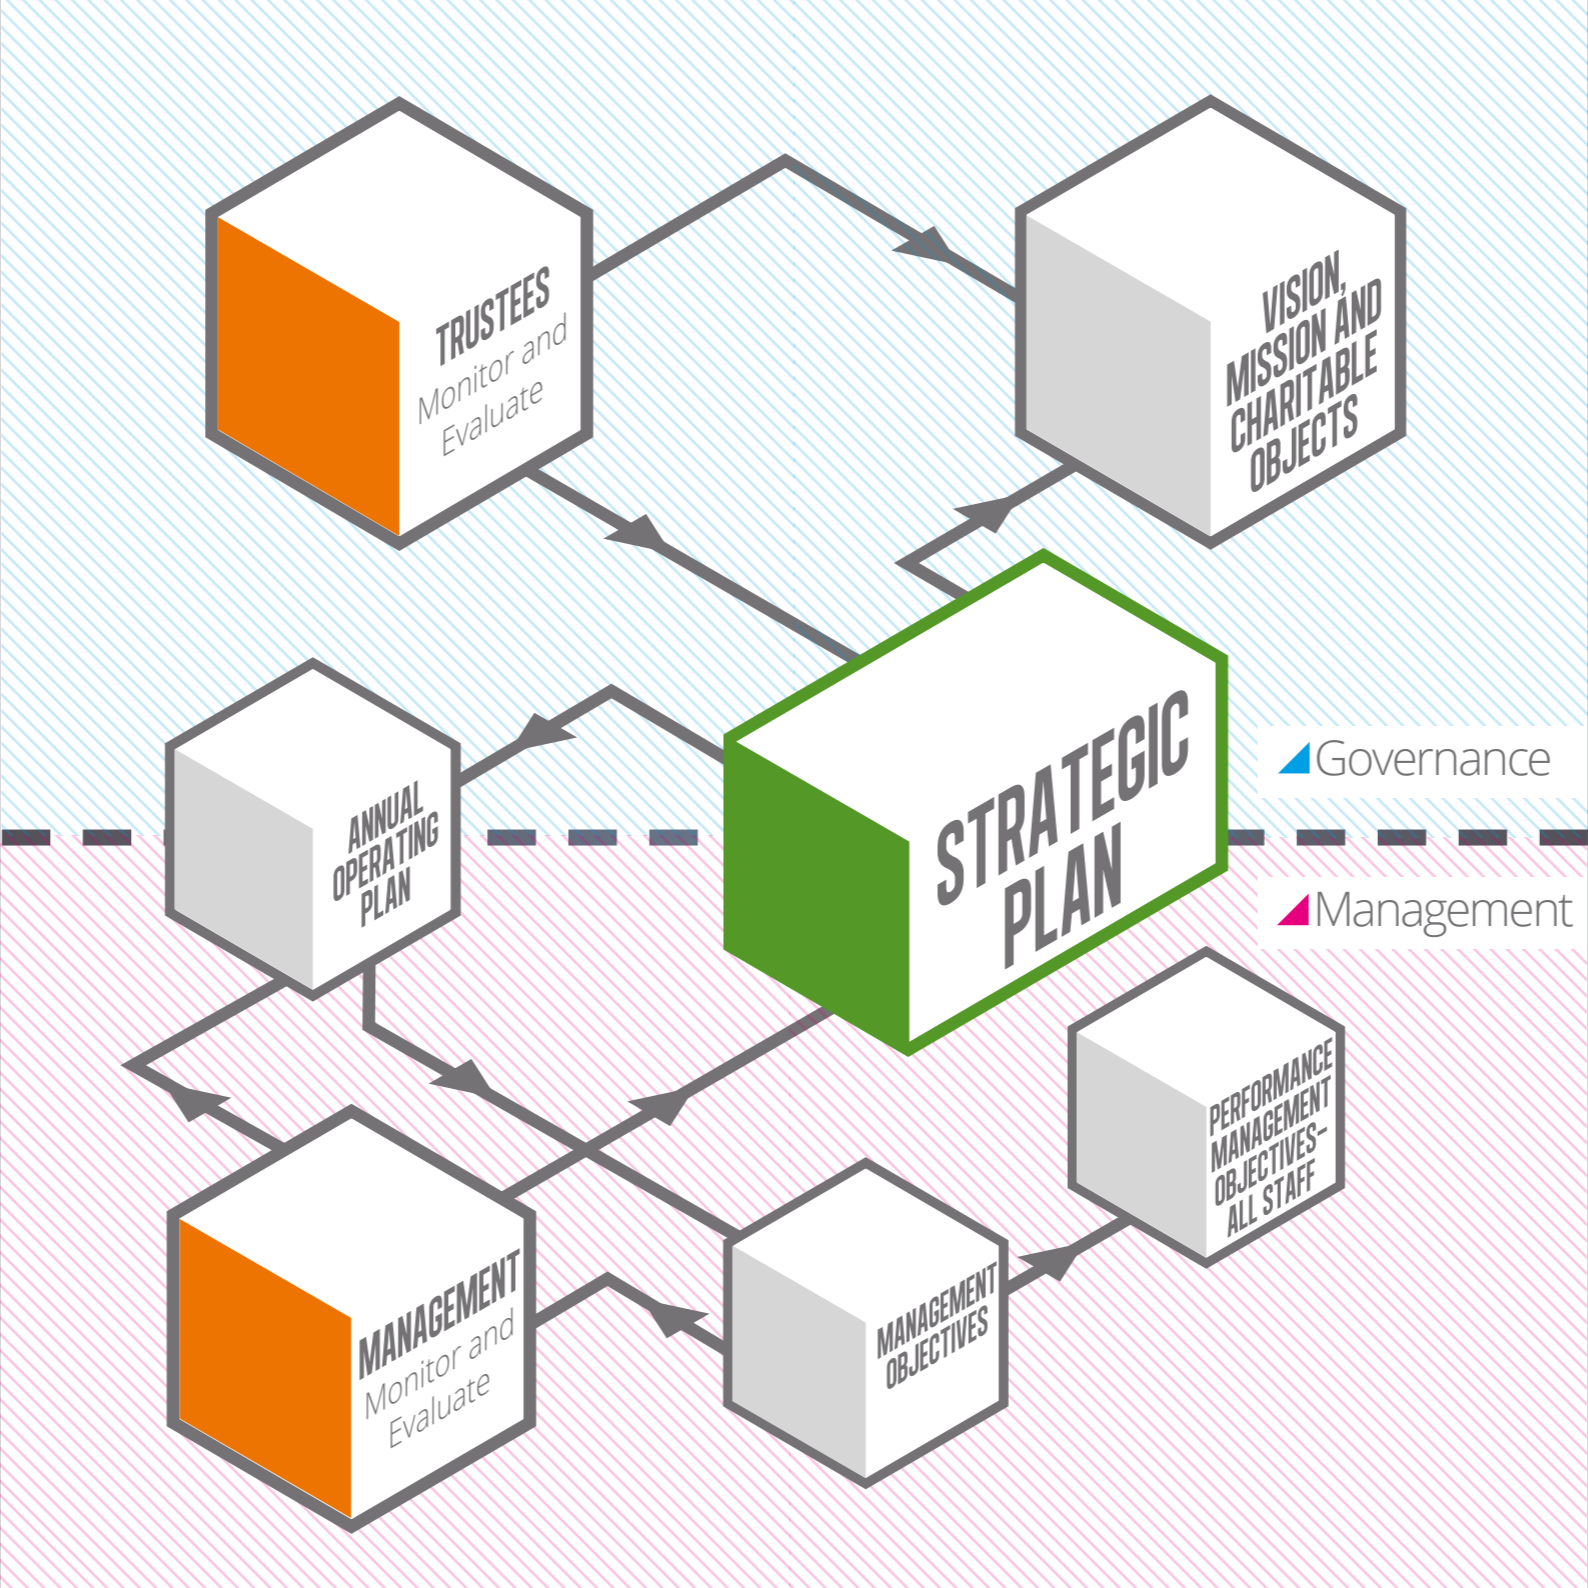 TRUSTEES
Monitor and
Evaluate
VISION,
MISSION AND
CHARITABLE
OBJECTS
STRATEGIC
PLAN
Governance
ANNUAL
OPERATING
PLAN
Management
PERFORMANCE
MANAGEMENT
OBJECTIVES–
ALL STAFF
MANAGEMENT
Monitor and
Evaluate
MANAGEMENT
OBJECTIVES